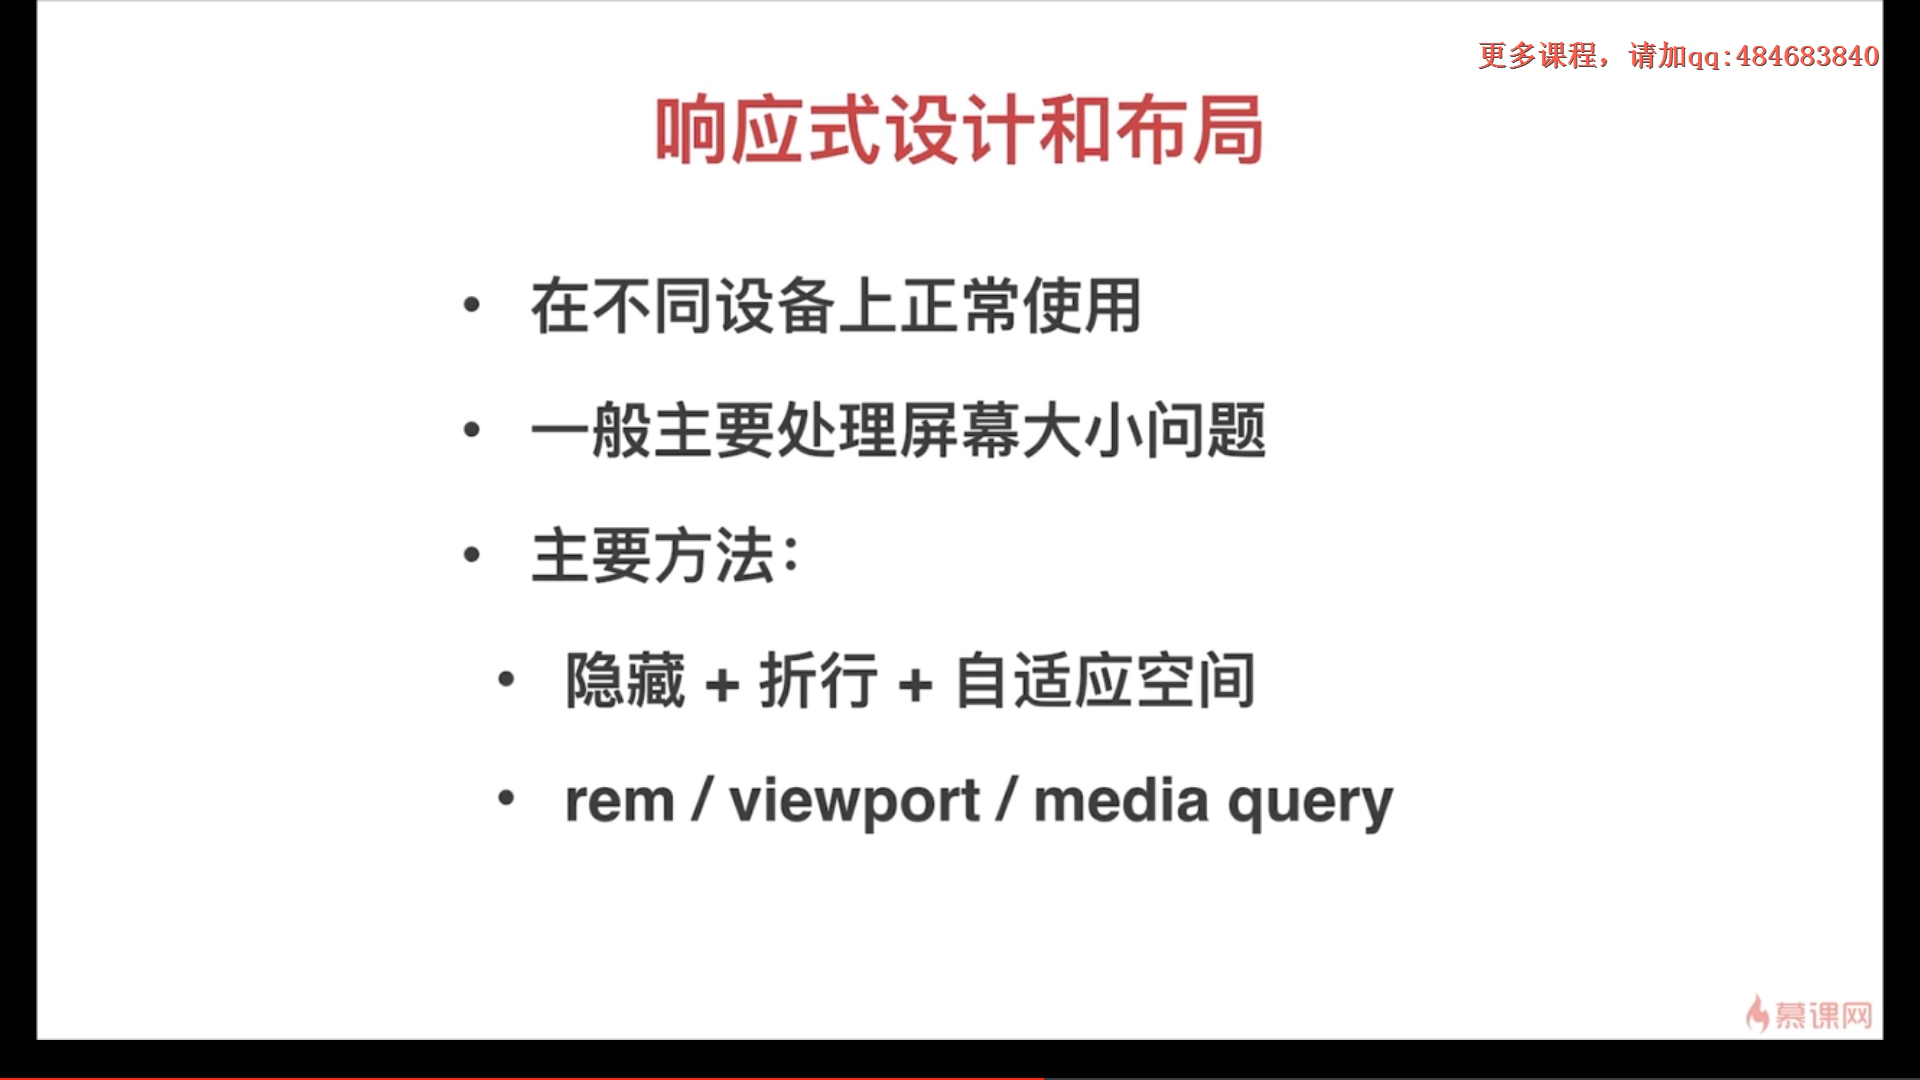 更多课程，请加qq:484683840
响应式设计和布局
• 在不同设备上正常使用
• 一般主要处理屏幕大小问题
• 主要方法：
• 隐藏 + 折行 + 自适应空间
• rem / viewport / media query
慕课网